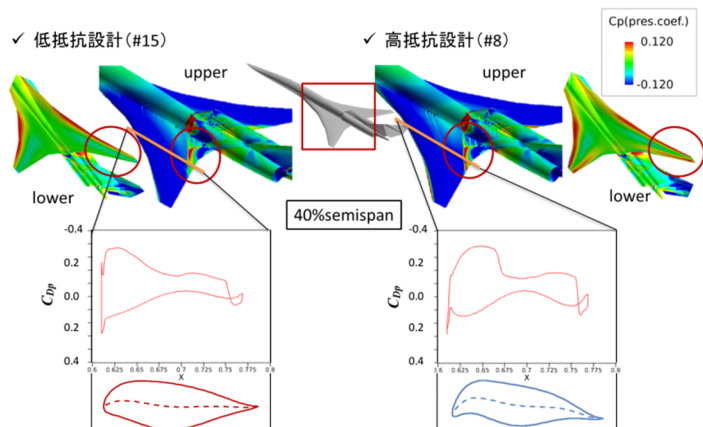 Cp(pres.coef.)
0.120
-0.120
✓ 低抵抗設計(#15)
✓ 高抵抗設計(#8)
upper
upper
lower
lower
40%semispan
-0.4
0.2
0.0
0.2
0.4
C_Dp
0.6 0.625 0.65 0.675 0.7 0.725 0.75 0.775 0.8
X
-0.4
0.2
0.0
0.2
0.4
C_Dp
0.6 0.625 0.65 0.675 0.7 0.725 0.75 0.775 0.8
X